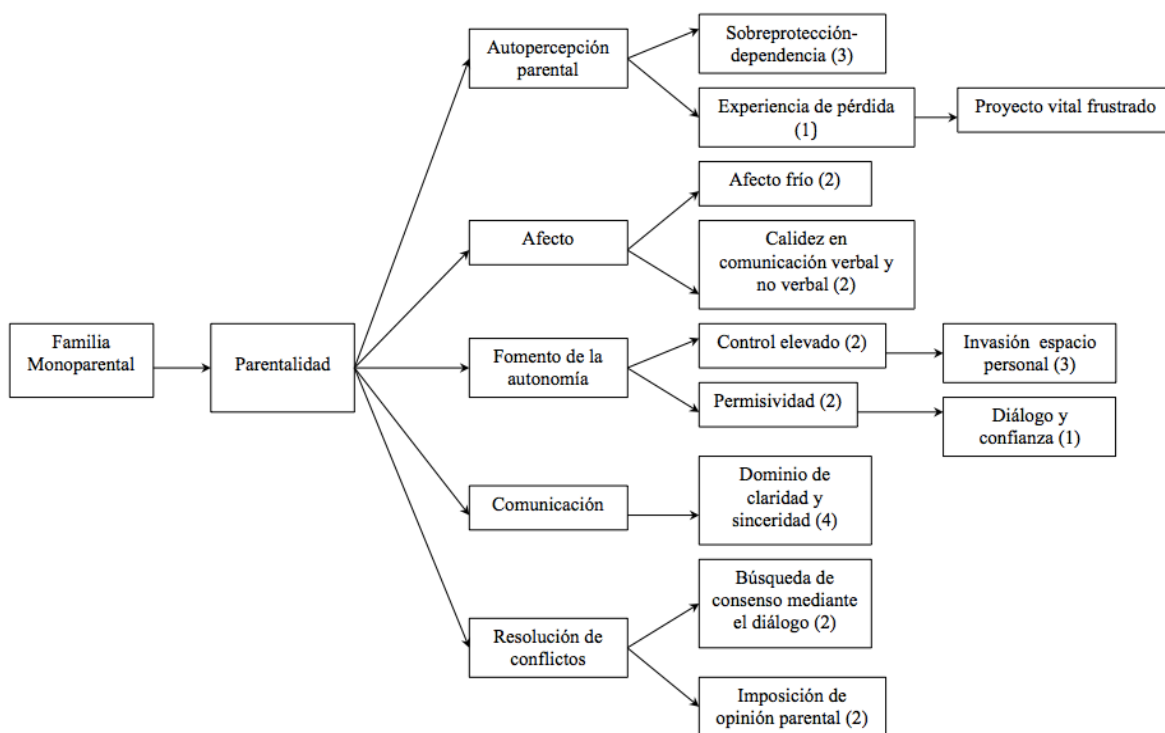 Autopercepción
parental
Sobreprotección-
dependencia (3)
Experiencia de pérdida
(1)
Proyecto vital frustrado
Afecto
Afecto frío (2)
Calidez en
comunicación verbal y
no verbal (2)
Familia
Monoparental
Parentalidad
Fomento de la
autonomía
Control elevado (2)
Invasión espacio
personal (3)
Permisividad (2)
Diálogo y
confianza (1)
Comunicación
Dominio de
claridad y
sinceridad (4)
Resolución de
conflictos
Búsqueda de
consenso mediante
el diálogo (2)
Imposición de
opinión parental (2)